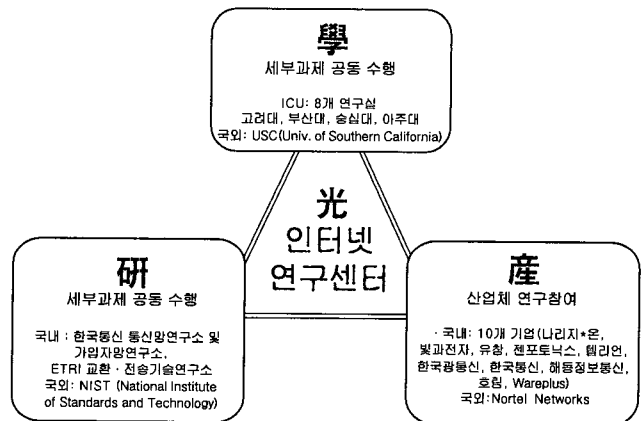 學
세부과제 공동 수행
ICU: 8개 연구실
고려대, 부산대, 숭실대, 아주대
국외: USC(Univ. of Southern California)
光
인터넷
연구센터
研
세부과제 공동 수행
국내 : 한국통신 통신망연구소 및
가입자망연구소,
ETRI 교환 · 전송기술연구소
국외: NIST (National Institute
of Standards and Technology)
産
산업체 연구참여
· 국내: 10개 기업(나리지*온,
빛과전자, 유창, 젠포토닉스, 텔리언,
한국광통신, 한국통신, 해동정보통신,
호림, Wareplus)
국외:Nortel Networks